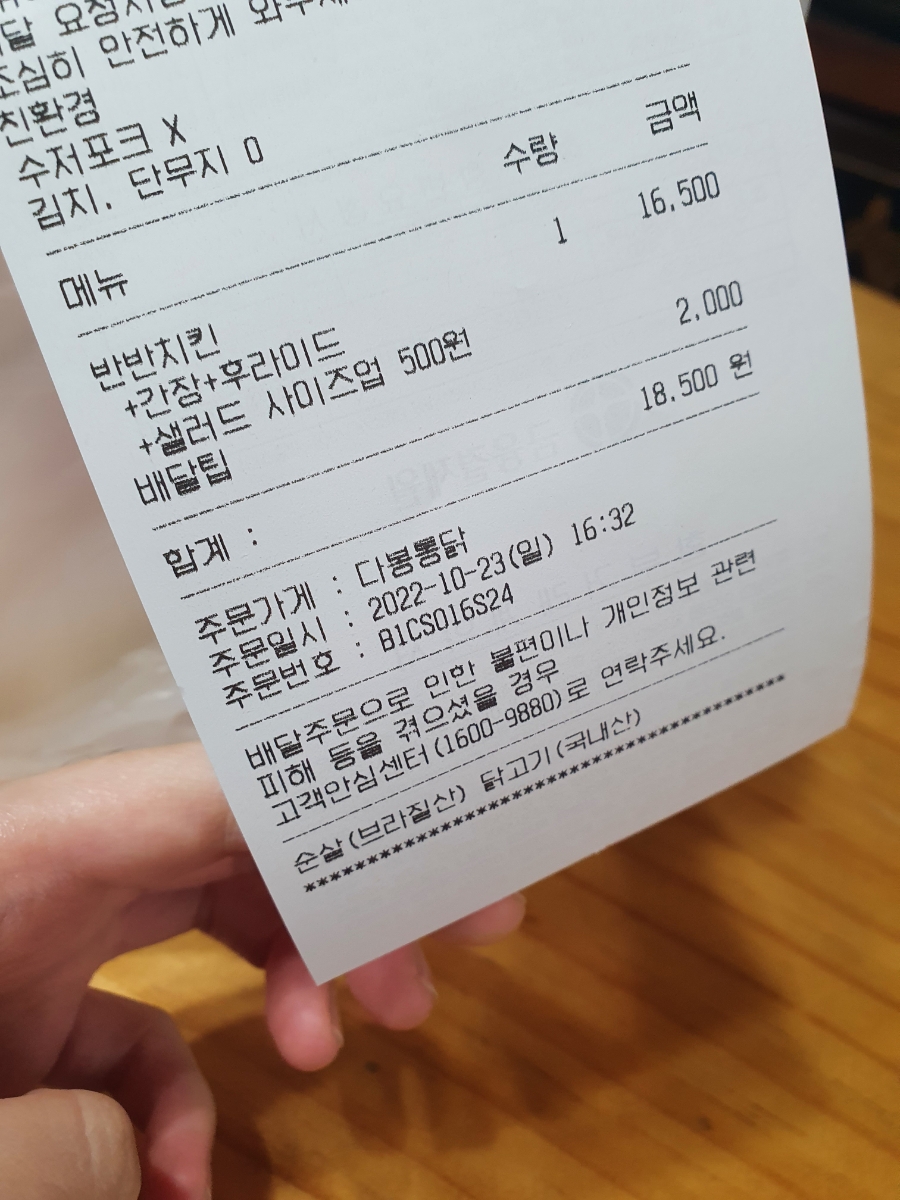 요청사
조심히 안전하게 와주세
친환경
수저포크 X
김치, 단무지 0
메뉴 수량 금액
반반치킨 1 16,500
+간장+후라이드
+샐러드 사이즈업 500원
배달팁 2,000
합계 : 18,500 원
주문가게 : 다봉통닭
주문일시 : 2022-10-23(일) 16:32
주문번호 : B1CS016S24
배달주문으로 인한 불편이나 개인정보 관련
피해 등을 겪으셨을 경우
고객안심센터(1600-9880)로 연락주세요.
순살(브라질산) 닭고기(국내산)
************************************************